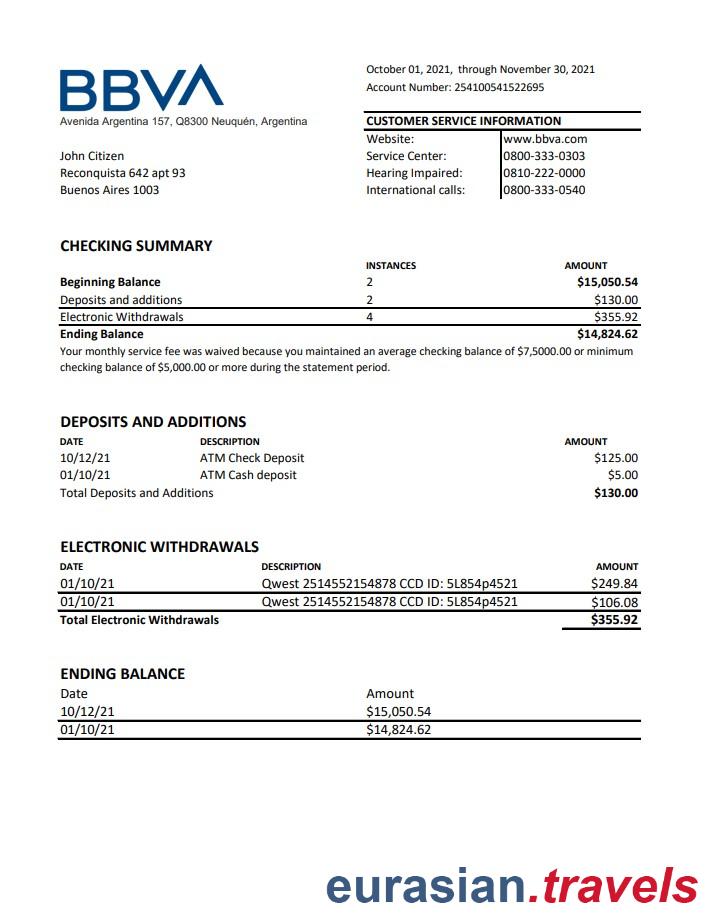 BBVA
Avenida Argentina 157, Q8300 Neuquén, Argentina
October 01, 2021, through November 30, 2021
Account Number: 254100541522695
CUSTOMER SERVICE INFORMATION
Website: www.bbva.com
Service Center: 0800-333-0303
Hearing Impaired: 0810-222-0000
International calls: 0800-333-0540
John Citizen
Reconquista 642 apt 93
Buenos Aires 1003
CHECKING SUMMARY
INSTANCES AMOUNT
Beginning Balance 2 $15,050.54
Deposits and additions 2 $130.00
Electronic Withdrawals 4 $355.92
Ending Balance $14,824.62
Your monthly service fee was waived because you maintained an average checking balance of $7,5000.00 or minimum
checking balance of $5,000.00 or more during the statement period.
DEPOSITS AND ADDITIONS
DATE DESCRIPTION AMOUNT
10/12/21 ATM Check Deposit $125.00
01/10/21 ATM Cash deposit $5.00
Total Deposits and Additions $130.00
ELECTRONIC WITHDRAWALS
DATE DESCRIPTION AMOUNT
01/10/21 Qwest 2514552154878 CCD ID: 5L854p4521 $249.84
01/10/21 Qwest 2514552154878 CCD ID: 5L854p4521 $106.08
Total Electronic Withdrawals $355.92
ENDING BALANCE
Date Amount
10/12/21 $15,050.54
01/10/21 $14,824.62
eurasian.travels